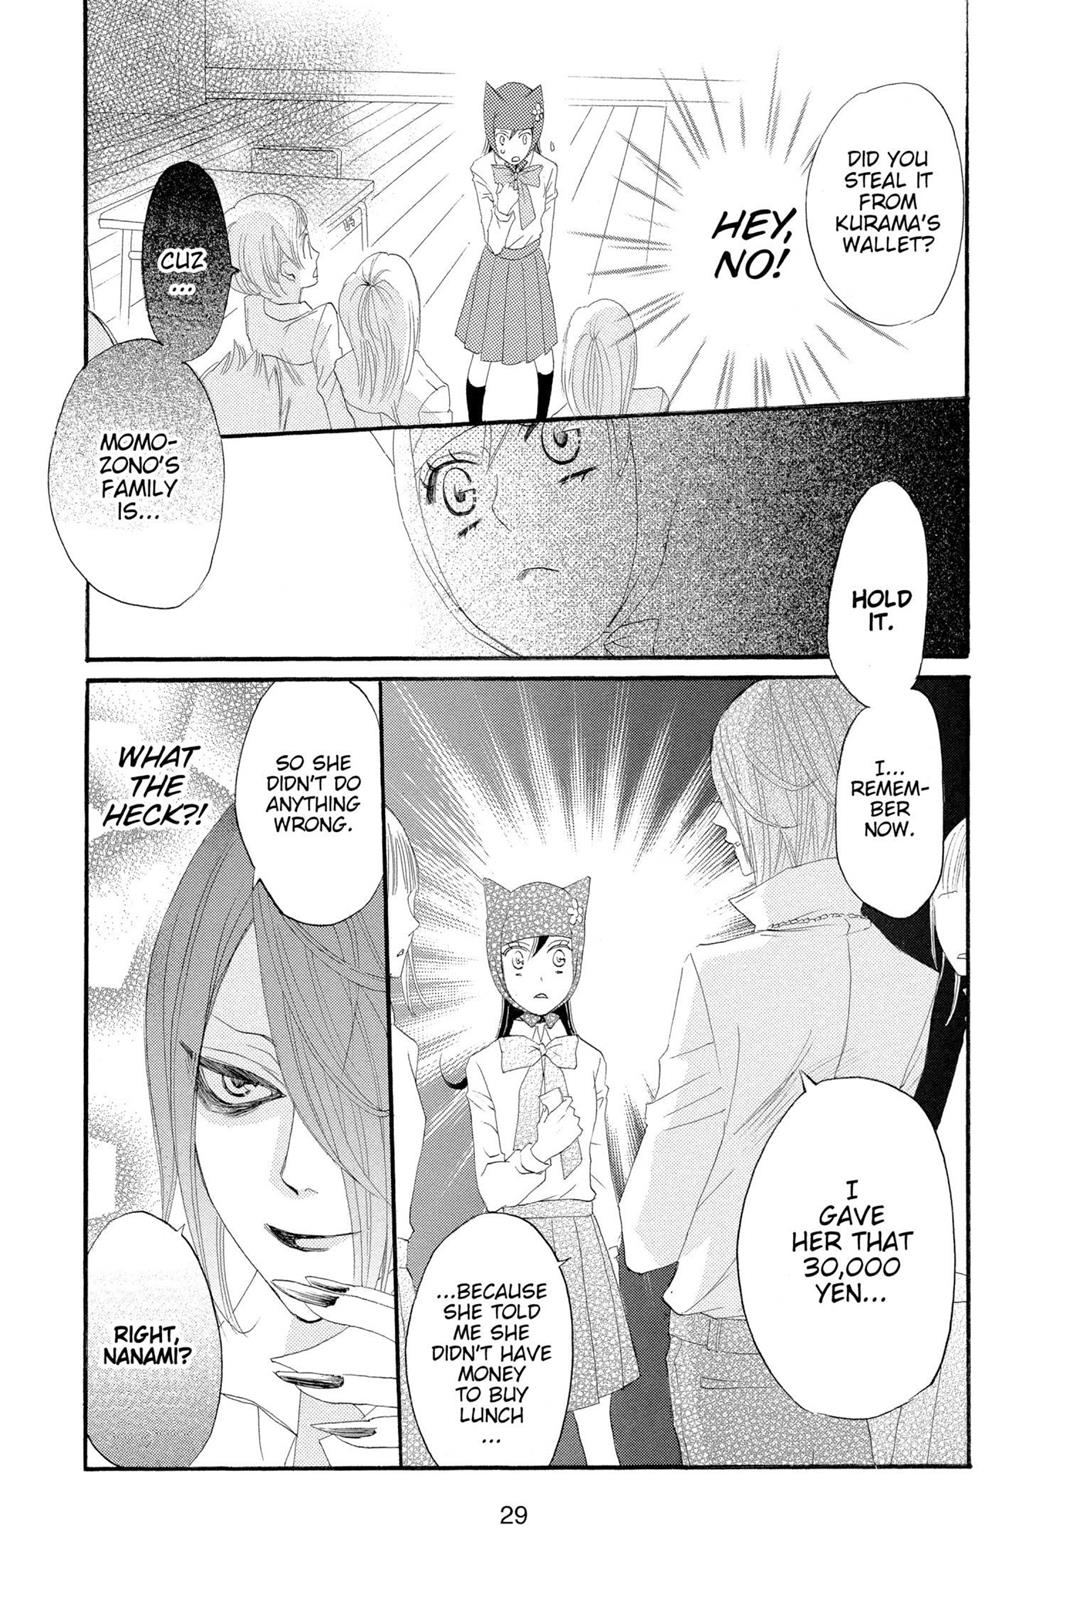 DID YOU
STEAL IT
FROM
KURAMA'S
WALLET?
HEY,
NO!
CUZ
...
MOMO-
ZONO'S
FAMILY
IS...
HOLD
IT.
I...
REMEM-
BER
NOW.
I
GAVE
HER THAT
30,000
YEN...
...BECAUSE
SHE TOLD
ME SHE
DIDN'T HAVE
MONEY
TO BUY
LUNCH
...
SO SHE
DIDN'T DO
ANYTHING
WRONG.
WHAT
THE
HECK?!
RIGHT,
NANAMI?
29